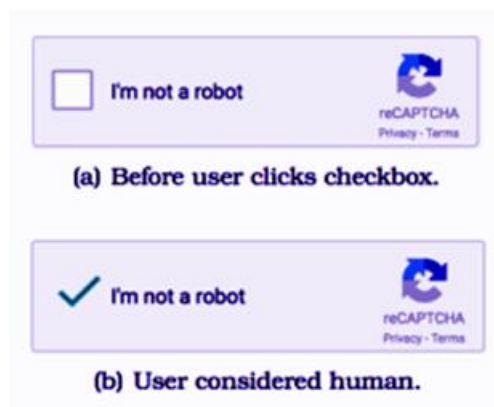 I'm not a robot
reCAPTCHA
Privacy - Terms
(a) Before user clicks checkbox.
I'm not a robot
reCAPTCHA
Privacy - Terms
(b) User considered human.